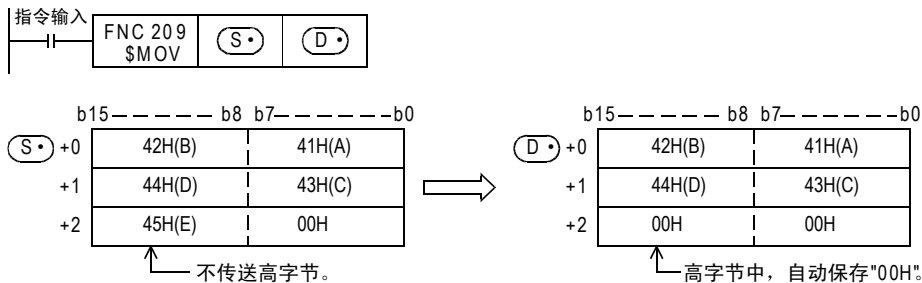 指令输入
FNC 209
$MOV
S•
D•
b15—————b8 b7—————b0
b15—————b8 b7—————b0
S• +0 42H(B) 41H(A)
D• +0 42H(B) 41H(A)
+1 44H(D) 43H(C)
+1 44H(D) 43H(C)
+2 45H(E) 00H
+2 00H 00H
不传送高字节。
高字节中，自动保存"00H"。